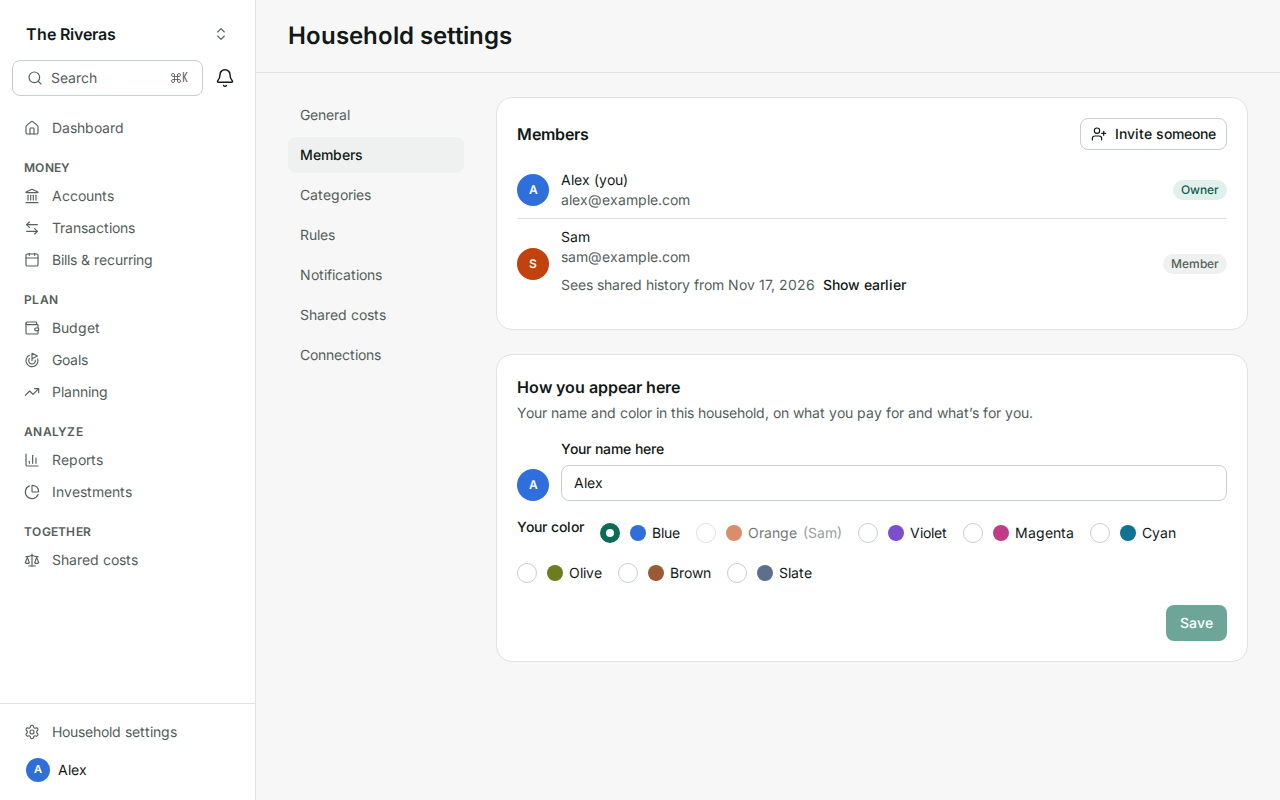 The Riveras
Search ⌘K
Dashboard
MONEY
Accounts
Transactions
Bills & recurring
PLAN
Budget
Goals
Planning
ANALYZE
Reports
Investments
TOGETHER
Shared costs
Household settings
A Alex
Household settings
General
Members
Categories
Rules
Notifications
Shared costs
Connections
Members
Invite someone
A
Alex (you)
alex@example.com
Owner
S
Sam
sam@example.com
Member
Sees shared history from Nov 17, 2026 Show earlier
How you appear here
Your name and color in this household, on what you pay for and what’s for you.
Your name here
A Alex
Your color Blue Orange (Sam) Violet Magenta Cyan
Olive Brown Slate
Save